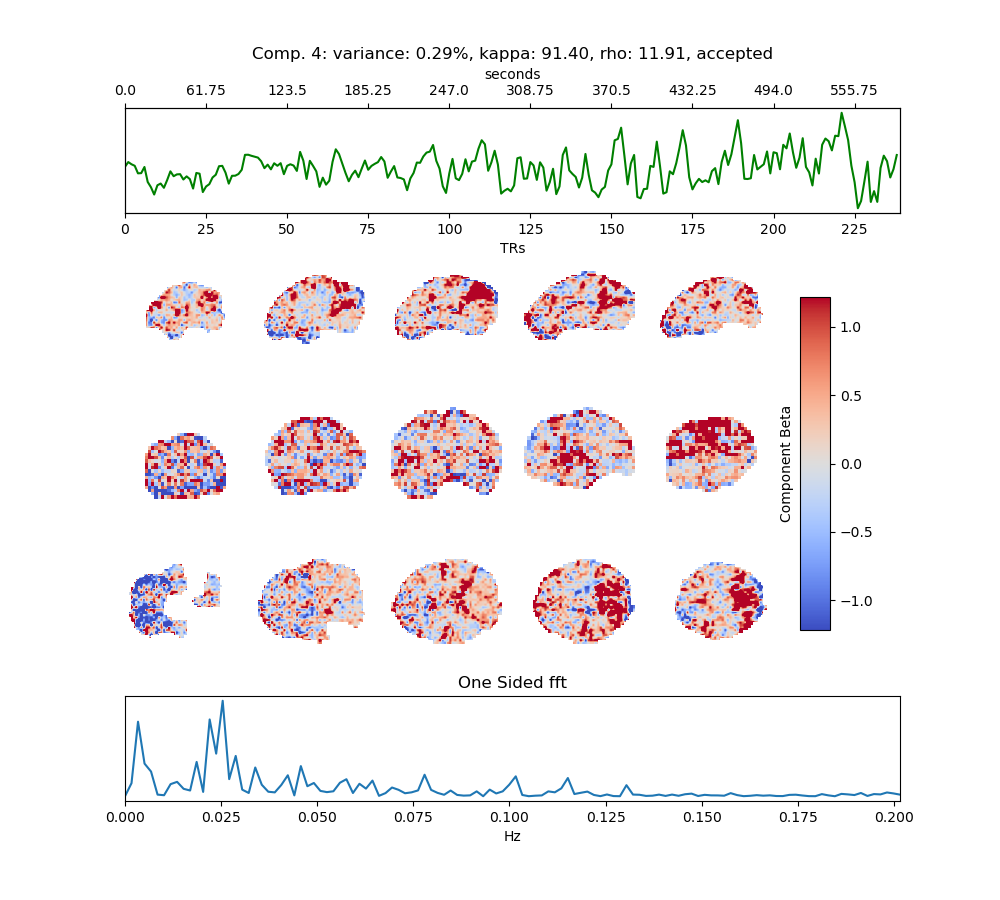 Comp. 4: variance: 0.29%, kappa: 91.40, rho: 11.91, accepted
seconds
0.0 61.75 123.5 185.25 247.0 308.75 370.5 432.25 494.0 555.75
0 25 50 75 100 125 150 175 200 225
TRs
1.0
0.5
0.0
−0.5
−1.0
Component Beta
One Sided fft
0.000 0.025 0.050 0.075 0.100 0.125 0.150 0.175 0.200
Hz